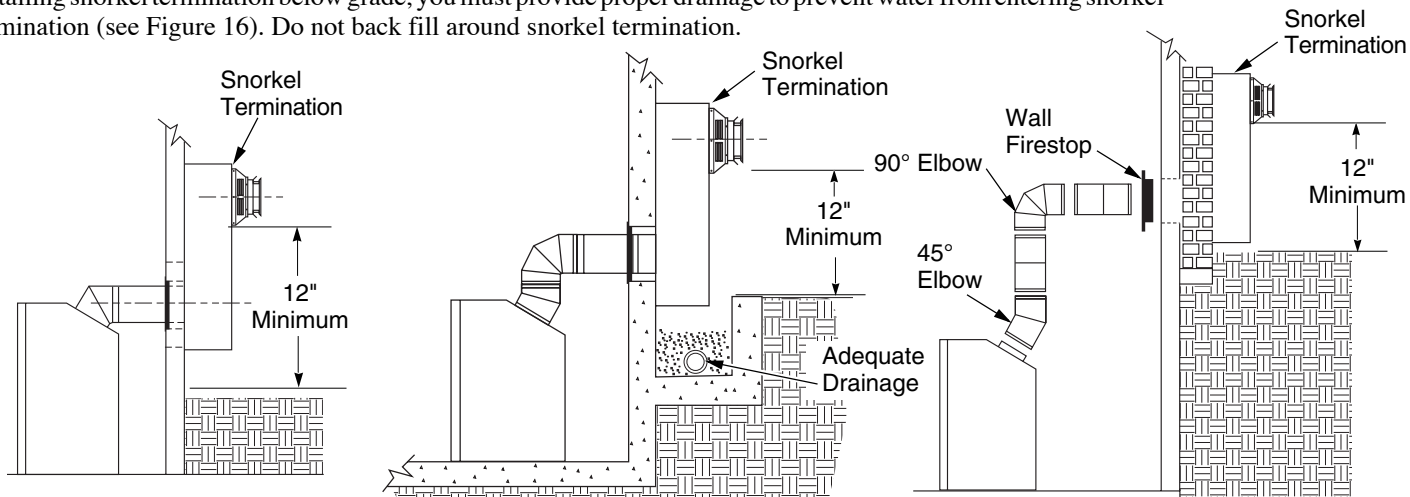 snorkel termination below grade, you must provide proper drainage to prevent water from entering snorkel
(see Figure 16). Do not back fill around snorkel termination.
Snorkel
Termination
12"
Minimum
Snorkel
Termination
12"
Minimum
Adequate
Drainage
90° Elbow
45°
Elbow
Wall
Firestop
Snorkel
Termination
12"
Minimum